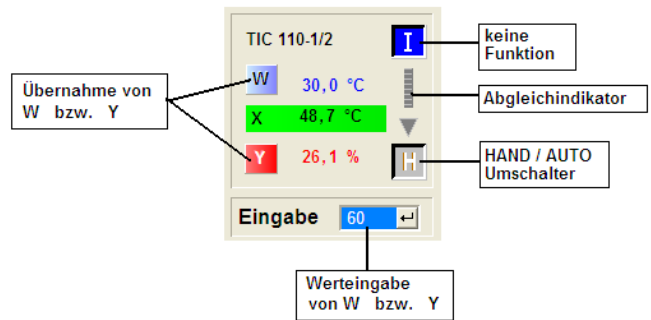 TIC 110-1/2
I
keine
Funktion
W
30,0 °C
Übernahme von
W bzw. Y
Abgleichindikator
X
48,7 °C
Y
26,1 %
H
HAND / AUTO
Umschalter
Eingabe
60
Werteingabe
von W bzw. Y